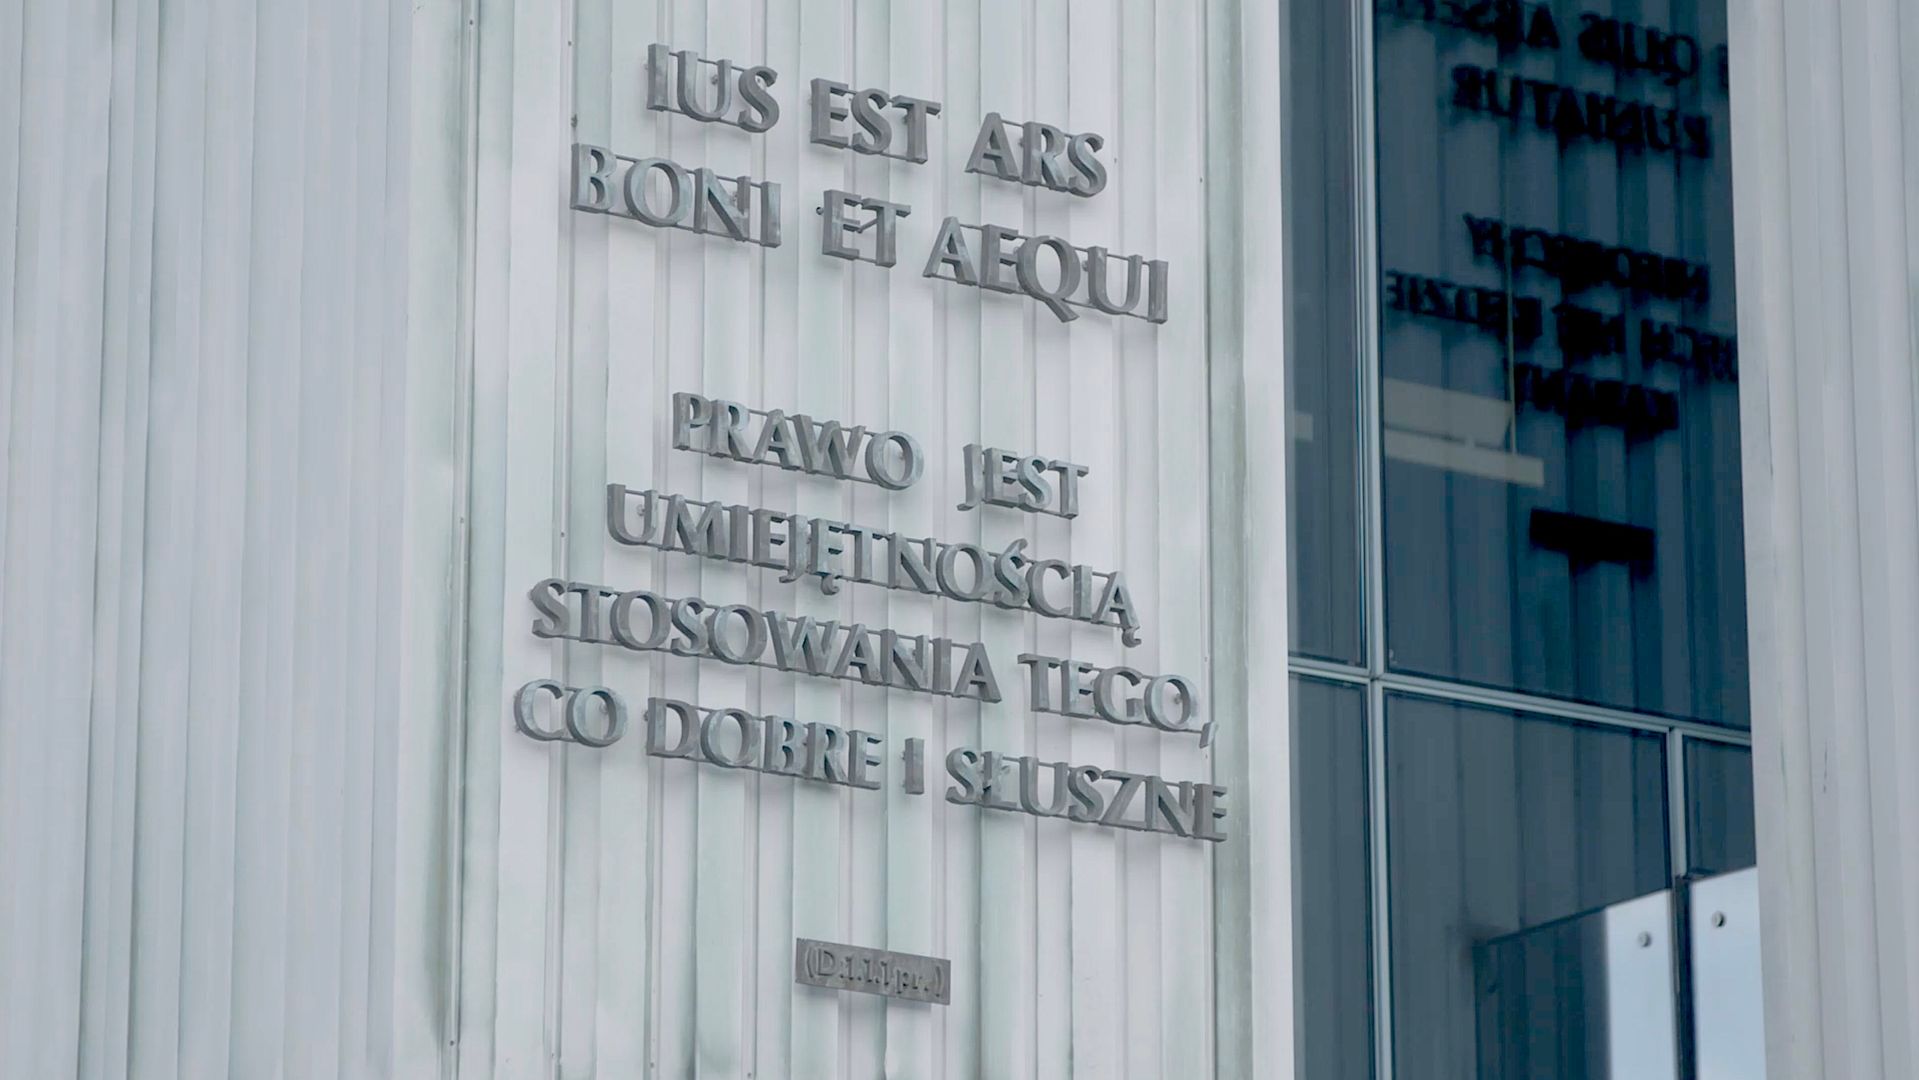 IUS EST ARS
BONI ET AEQUI
PRAWO JEST
UMIEJĘTNOŚCIĄ
STOSOWANIA TEGO,
CO DOBRE I SŁUSZNE
(D.1.1.1 pr.)